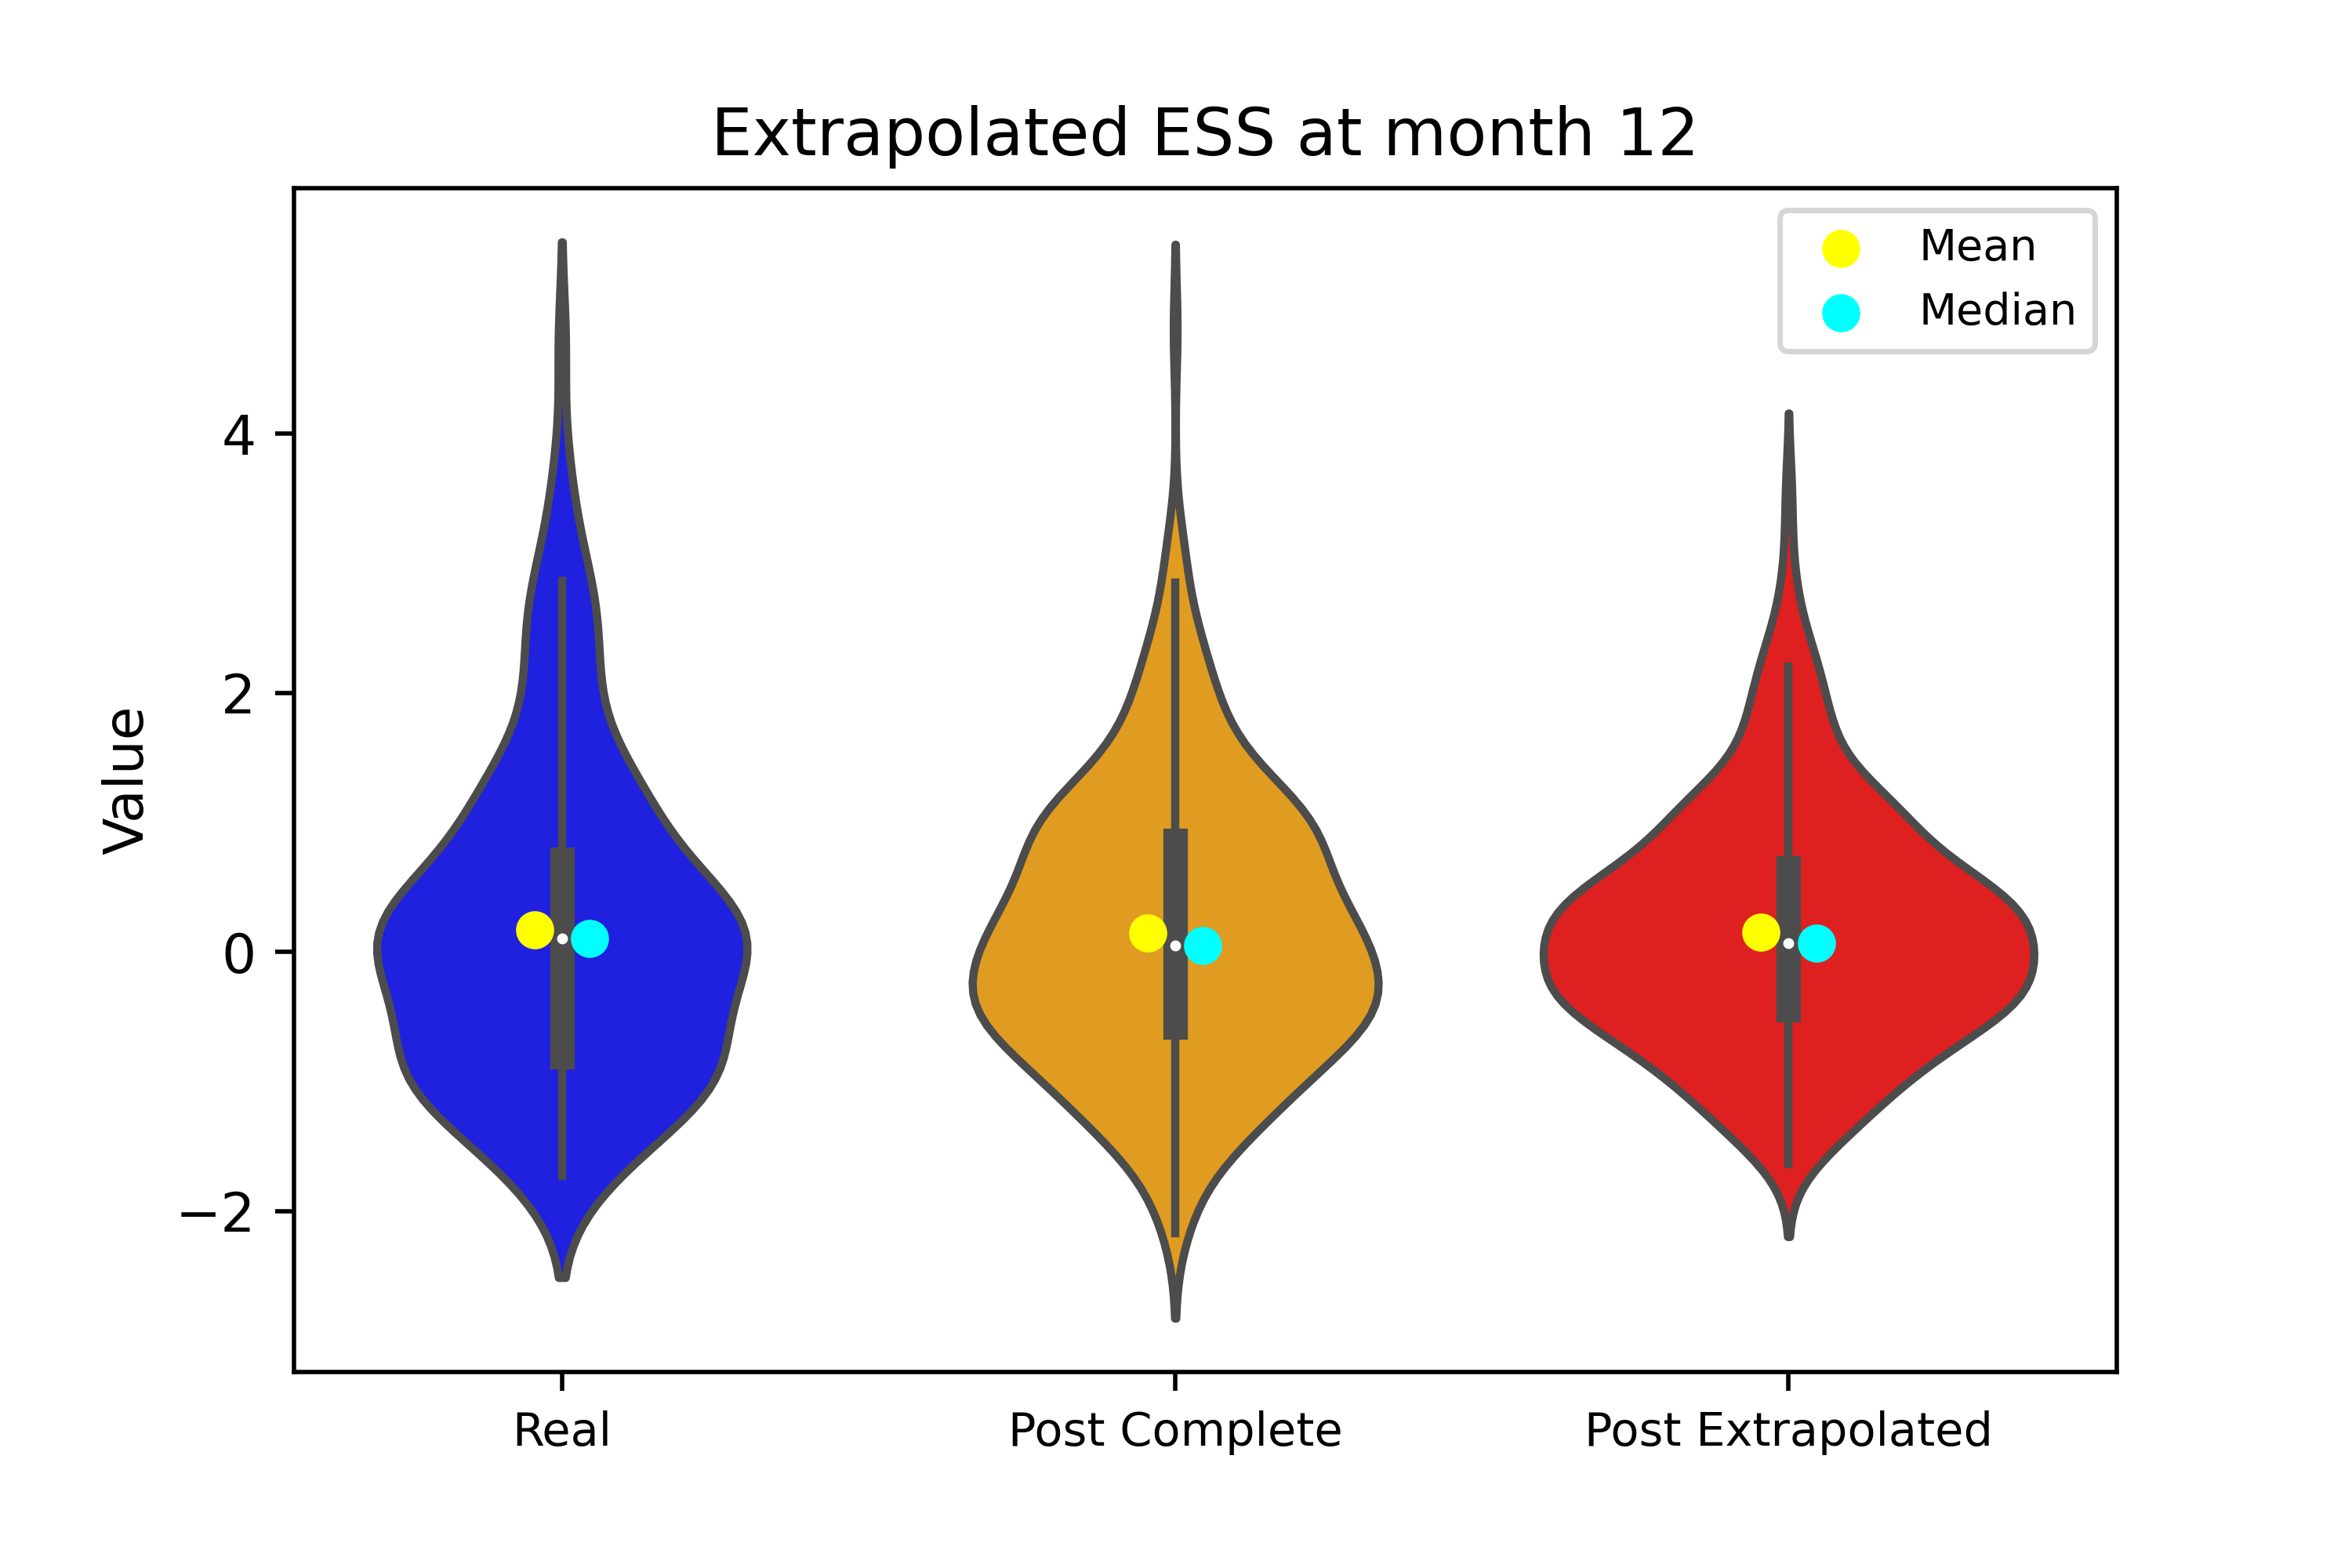 Extrapolated ESS at month 12
Mean
Median
4
2
0
−2
Value
Real
Post Complete
Post Extrapolated